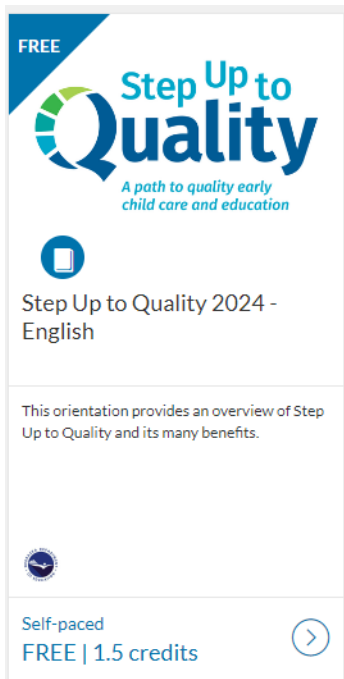 FREE
Step Up to
Quality
A path to quality early
child care and education
Step Up to Quality 2024 -
English
This orientation provides an overview of Step
Up to Quality and its many benefits.
Self-paced
FREE | 1.5 credits